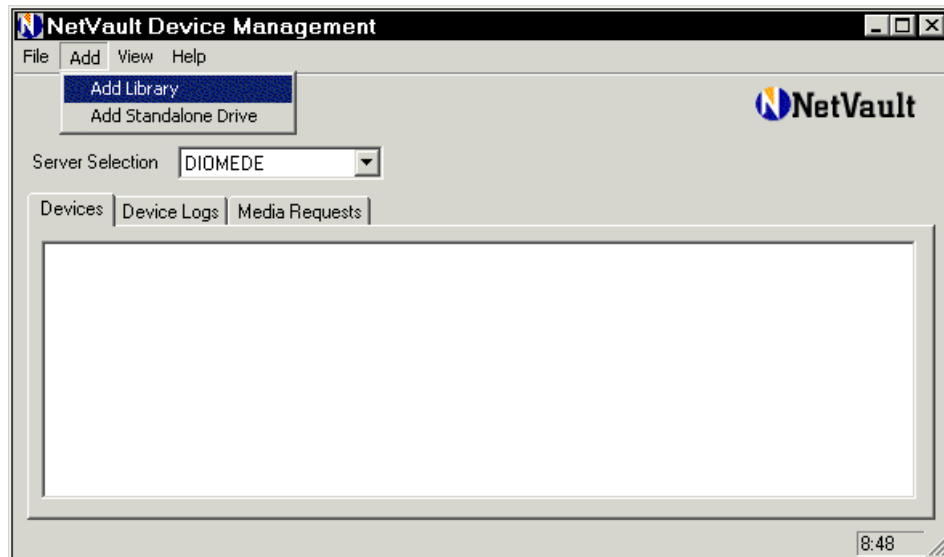 NetVault Device Management
File Add View Help
Add Library
Add Standalone Drive
NetVault
Server Selection DIOMEDE
Devices Device Logs Media Requests
8:48